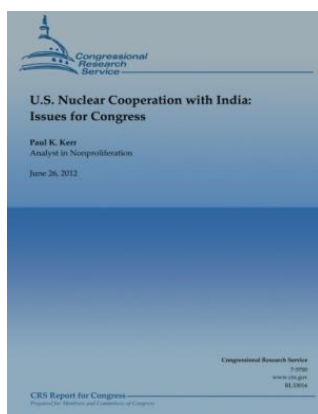 Congressional
Research
Service
U.S. Nuclear Cooperation with India:
Issues for Congress
Paul K. Kerr
Analyst in Nonproliferation
June 26, 2012
Congressional Research Service
7-5700
www.crs.gov
RL33016
CRS Report for Congress
Prepared for Members and Committees of Congress